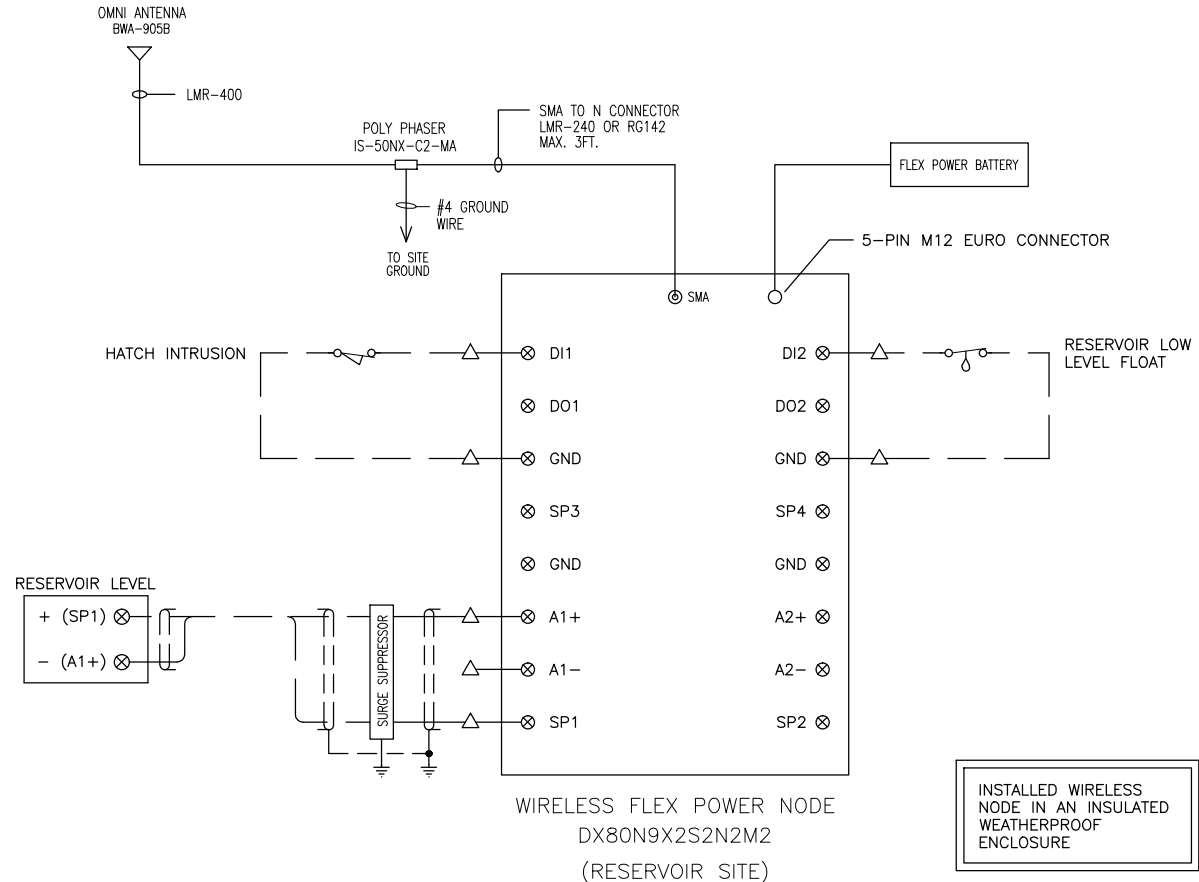 OMNI ANTENNA
BWA-905B
LMR-400
POLY PHASER
IS-50NX-C2-MA
SMA TO N CONNECTOR
LMR-240 OR RG142
MAX. 3FT.
FLEX POWER BATTERY
#4 GROUND
WIRE
TO SITE
GROUND
5-PIN M12 EURO CONNECTOR
SMA
HATCH INTRUSION
DI1
DI2
RESERVOIR LOW
LEVEL FLOAT
DO1
DO2
GND
GND
SP3
SP4
GND
GND
RESERVOIR LEVEL
+ (SP1)
- (A1+)
SURGE SUPPRESSOR
A1+
A2+
A1-
A2-
SP1
SP2
WIRELESS FLEX POWER NODE
DX80N9X2S2N2M2
(RESERVOIR SITE)
INSTALLED WIRELESS
NODE IN AN INSULATED
WEATHERPROOF
ENCLOSURE